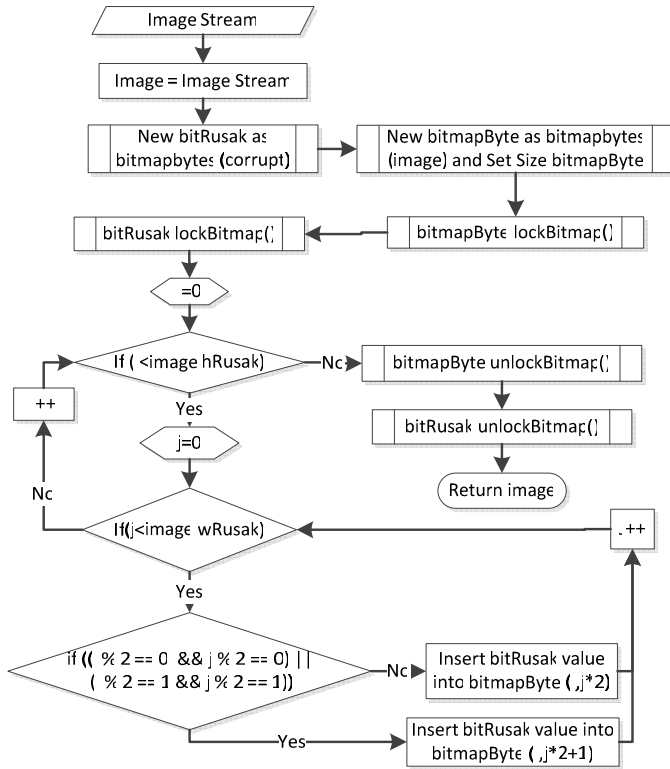 Image Stream
Image = Image Stream
New bitRusak as
bitmapbytes (corrupt)
New bitmapByte as bitmapbytes
(image) and Set Size bitmapByte
bitRusak lockBitmap()
bitmapByte lockBitmap()
=0
If ( <image hRusak)
No
bitmapByte unlockBitmap()
++
Yes
bitRusak unlockBitmap()
j=0
No
Return image
If(j<image wRusak)
.++
Yes
if (( % 2 == 0 && j % 2 == 0) ||
( % 2 == 1 && j % 2 == 1))
No
Insert bitRusak value
into bitmapByte ( ,j*2)
Yes
Insert bitRusak value into
bitmapByte ( ,j*2+1)